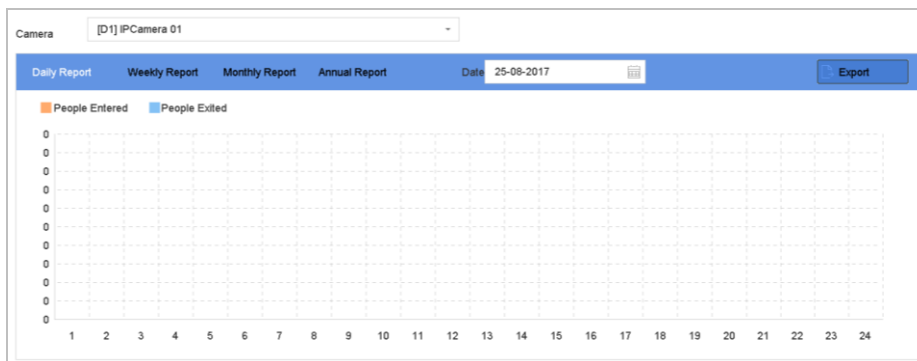 Camera [D1] IPCamera 01
Daily Report Weekly Report Monthly Report Annual Report Date 25-08-2017 Export
People Entered People Exited
0
0
0
0
0
0
0
0
0
0
0
1 2 3 4 5 6 7 8 9 10 11 12 13 14 15 16 17 18 19 20 21 22 23 24